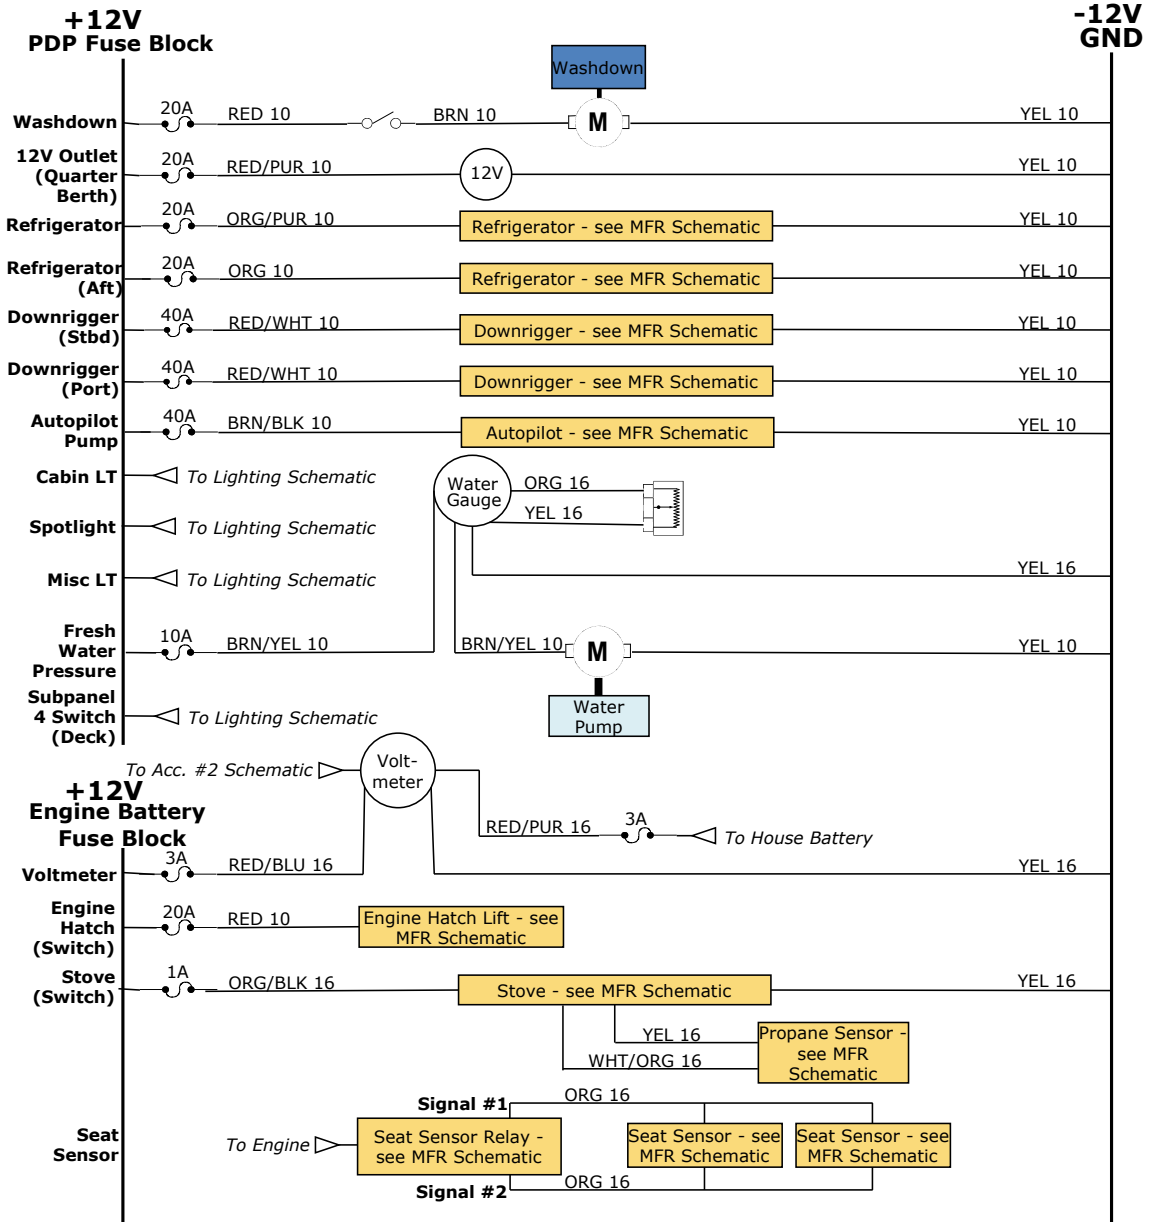 +12V
PDP Fuse Block
-12V
GND
Washdown
Washdown
20A
RED 10
BRN 10
M
YEL 10
12V Outlet
(Quarter
Berth)
20A
RED/PUR 10
12V
YEL 10
Refrigerator
20A
ORG/PUR 10
Refrigerator - see MFR Schematic
YEL 10
Refrigerator
(Aft)
20A
ORG 10
Refrigerator - see MFR Schematic
YEL 10
Downrigger
(Stbd)
40A
RED/WHT 10
Downrigger - see MFR Schematic
YEL 10
Downrigger
(Port)
40A
RED/WHT 10
Downrigger - see MFR Schematic
YEL 10
Autopilot
Pump
40A
BRN/BLK 10
Autopilot - see MFR Schematic
YEL 10
Cabin LT
To Lighting Schematic
Water
Gauge
ORG 16
YEL 16
Spotlight
To Lighting Schematic
Misc LT
To Lighting Schematic
YEL 16
Fresh
Water
Pressure
10A
BRN/YEL 10
BRN/YEL 10
M
YEL 10
Water
Pump
Subpanel
4 Switch
(Deck)
To Lighting Schematic
To Acc. #2 Schematic
Volt-
meter
RED/PUR 16
3A
To House Battery
+12V
Engine Battery
Fuse Block
Voltmeter
3A
RED/BLU 16
YEL 16
Engine
Hatch
(Switch)
20A
RED 10
Engine Hatch Lift - see
MFR Schematic
Stove
(Switch)
1A
ORG/BLK 16
Stove - see MFR Schematic
YEL 16
YEL 16
WHT/ORG 16
Propane Sensor -
see MFR
Schematic
Seat
Sensor
To Engine
Signal #1
ORG 16
Seat Sensor Relay -
see MFR Schematic
Seat Sensor - see
MFR Schematic
Seat Sensor - see
MFR Schematic
Signal #2
ORG 16